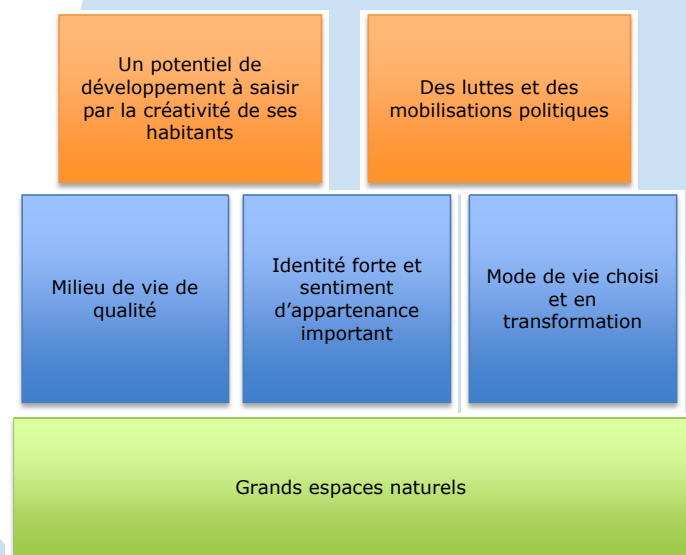 Un potentiel de
développement à saisir
par la créativité de ses
habitants
Des luttes et des
mobilisations politiques
Milieu de vie de
qualité
Identité forte et
sentiment
d’appartenance
important
Mode de vie choisi
et en
transformation
Grands espaces naturels